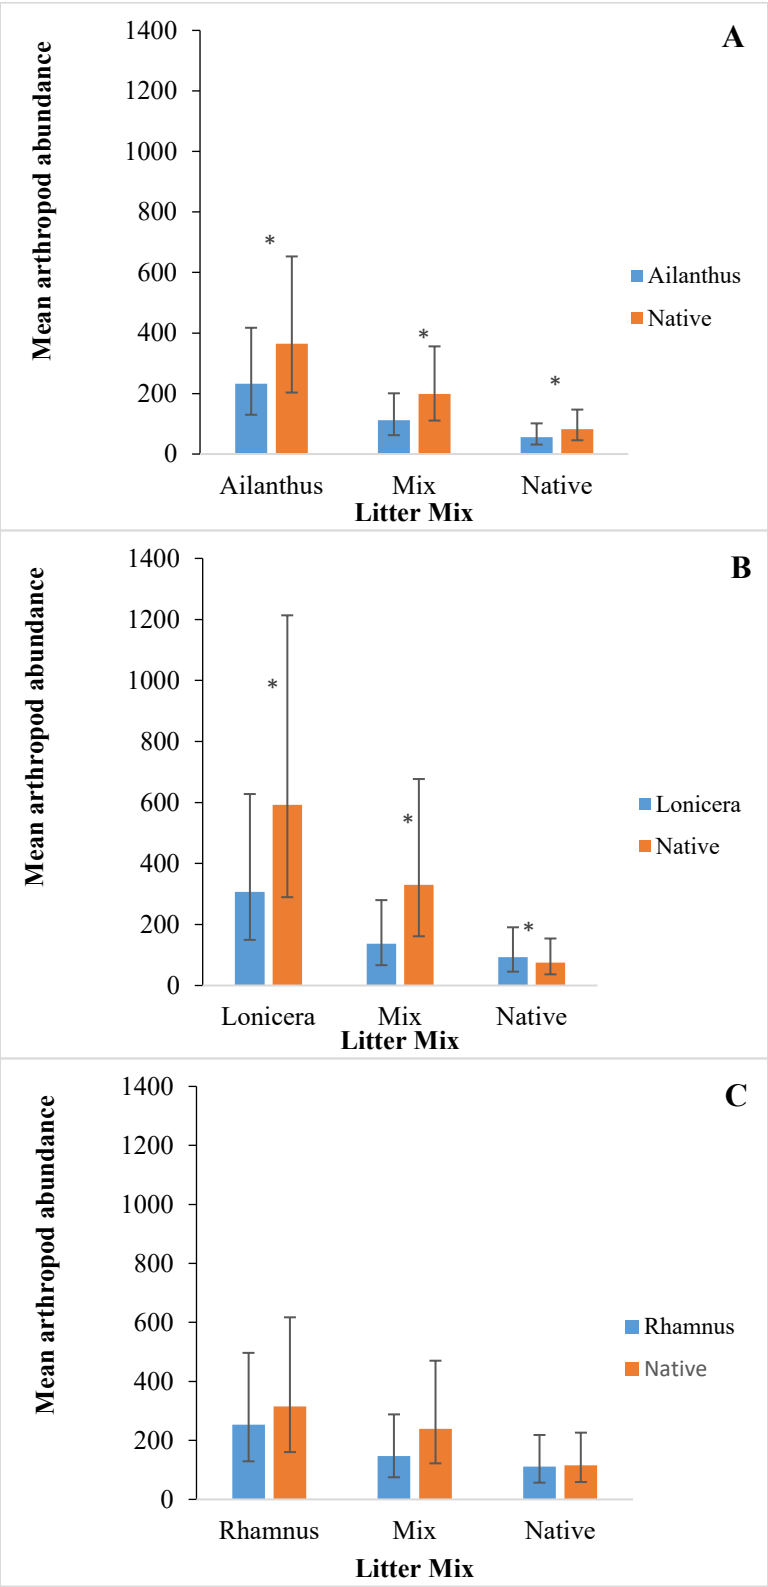 A
Mean arthropod abundance
1400
1200
1000
800
600
400
200
0
*
*
*
Ailanthus
Native
Ailanthus Mix Native
Litter Mix
B
Mean arthropod abundance
1400
1200
1000
800
600
400
200
0
*
*
*
Lonicera
Native
Lonicera Mix Native
Litter Mix
C
Mean arthropod abundance
1400
1200
1000
800
600
400
200
0
Rhamnus
Native
Rhamnus Mix Native
Litter Mix